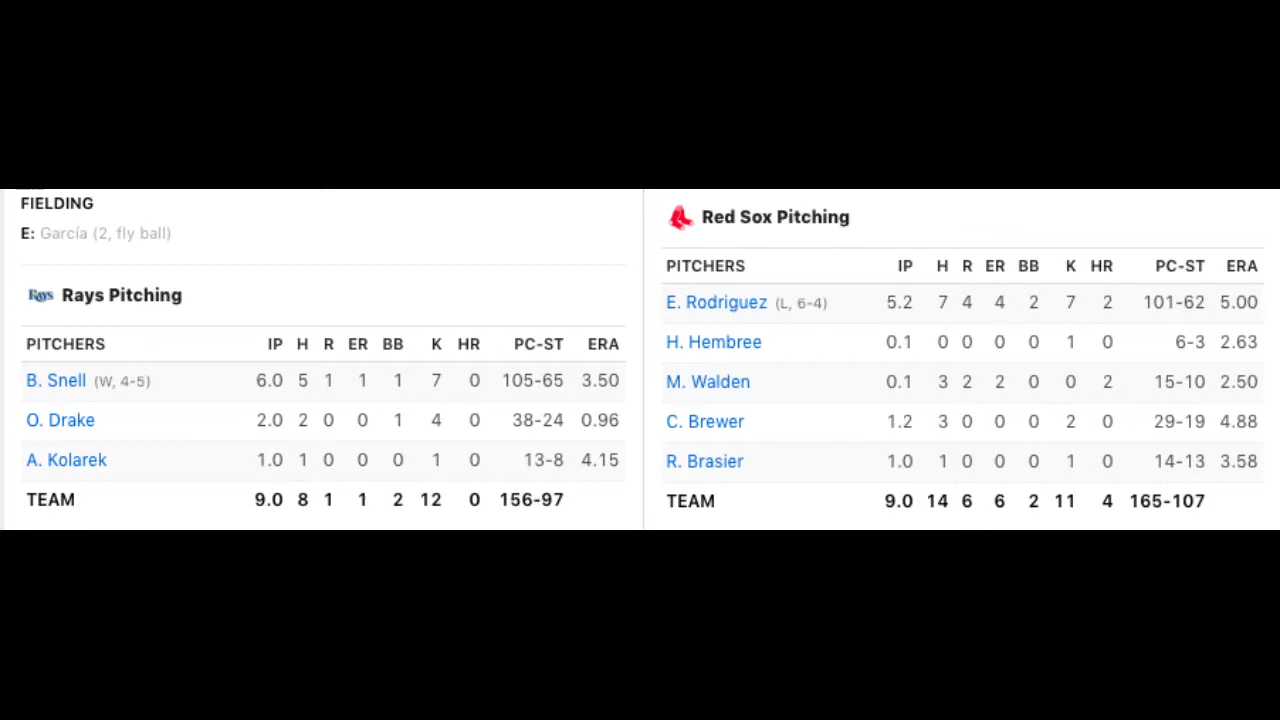 FIELDING
E: García (2, fly ball)
Rays Rays Pitching
PITCHERS IP H R ER BB K HR PC-ST ERA
B. Snell (W, 4-5) 6.0 5 1 1 1 7 0 105-65 3.50
O. Drake 2.0 2 0 0 1 4 0 38-24 0.96
A. Kolarek 1.0 1 0 0 0 1 0 13-8 4.15
TEAM 9.0 8 1 1 2 12 0 156-97
Red Sox Pitching
PITCHERS IP H R ER BB K HR PC-ST ERA
E. Rodriguez (L, 6-4) 5.2 7 4 4 2 7 2 101-62 5.00
H. Hembree 0.1 0 0 0 0 1 0 6-3 2.63
M. Walden 0.1 3 2 2 0 0 2 15-10 2.50
C. Brewer 1.2 3 0 0 0 2 0 29-19 4.88
R. Brasier 1.0 1 0 0 0 1 0 14-13 3.58
TEAM 9.0 14 6 6 2 11 4 165-107